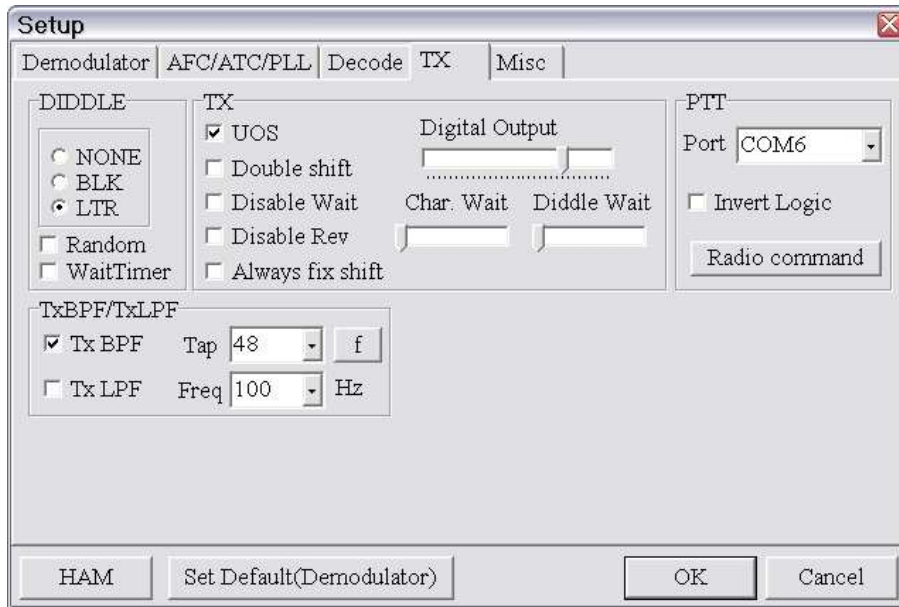 Setup
Demodulator AFC/ATC/PLL Decode TX Misc
DIDDLE
NONE
BLK
LTR
Random
WaitTimer
TX
UOS
Double shift
Disable Wait
Disable Rev
Always fix shift
Digital Output
Char. Wait Diddle Wait
PTT
Port COM6
Invert Logic
Radio command
TxBPF/TxLPF
Tx BPF Tap 48 f
Tx LPF Freq 100 Hz
HAM Set Default(Demodulator) OK Cancel